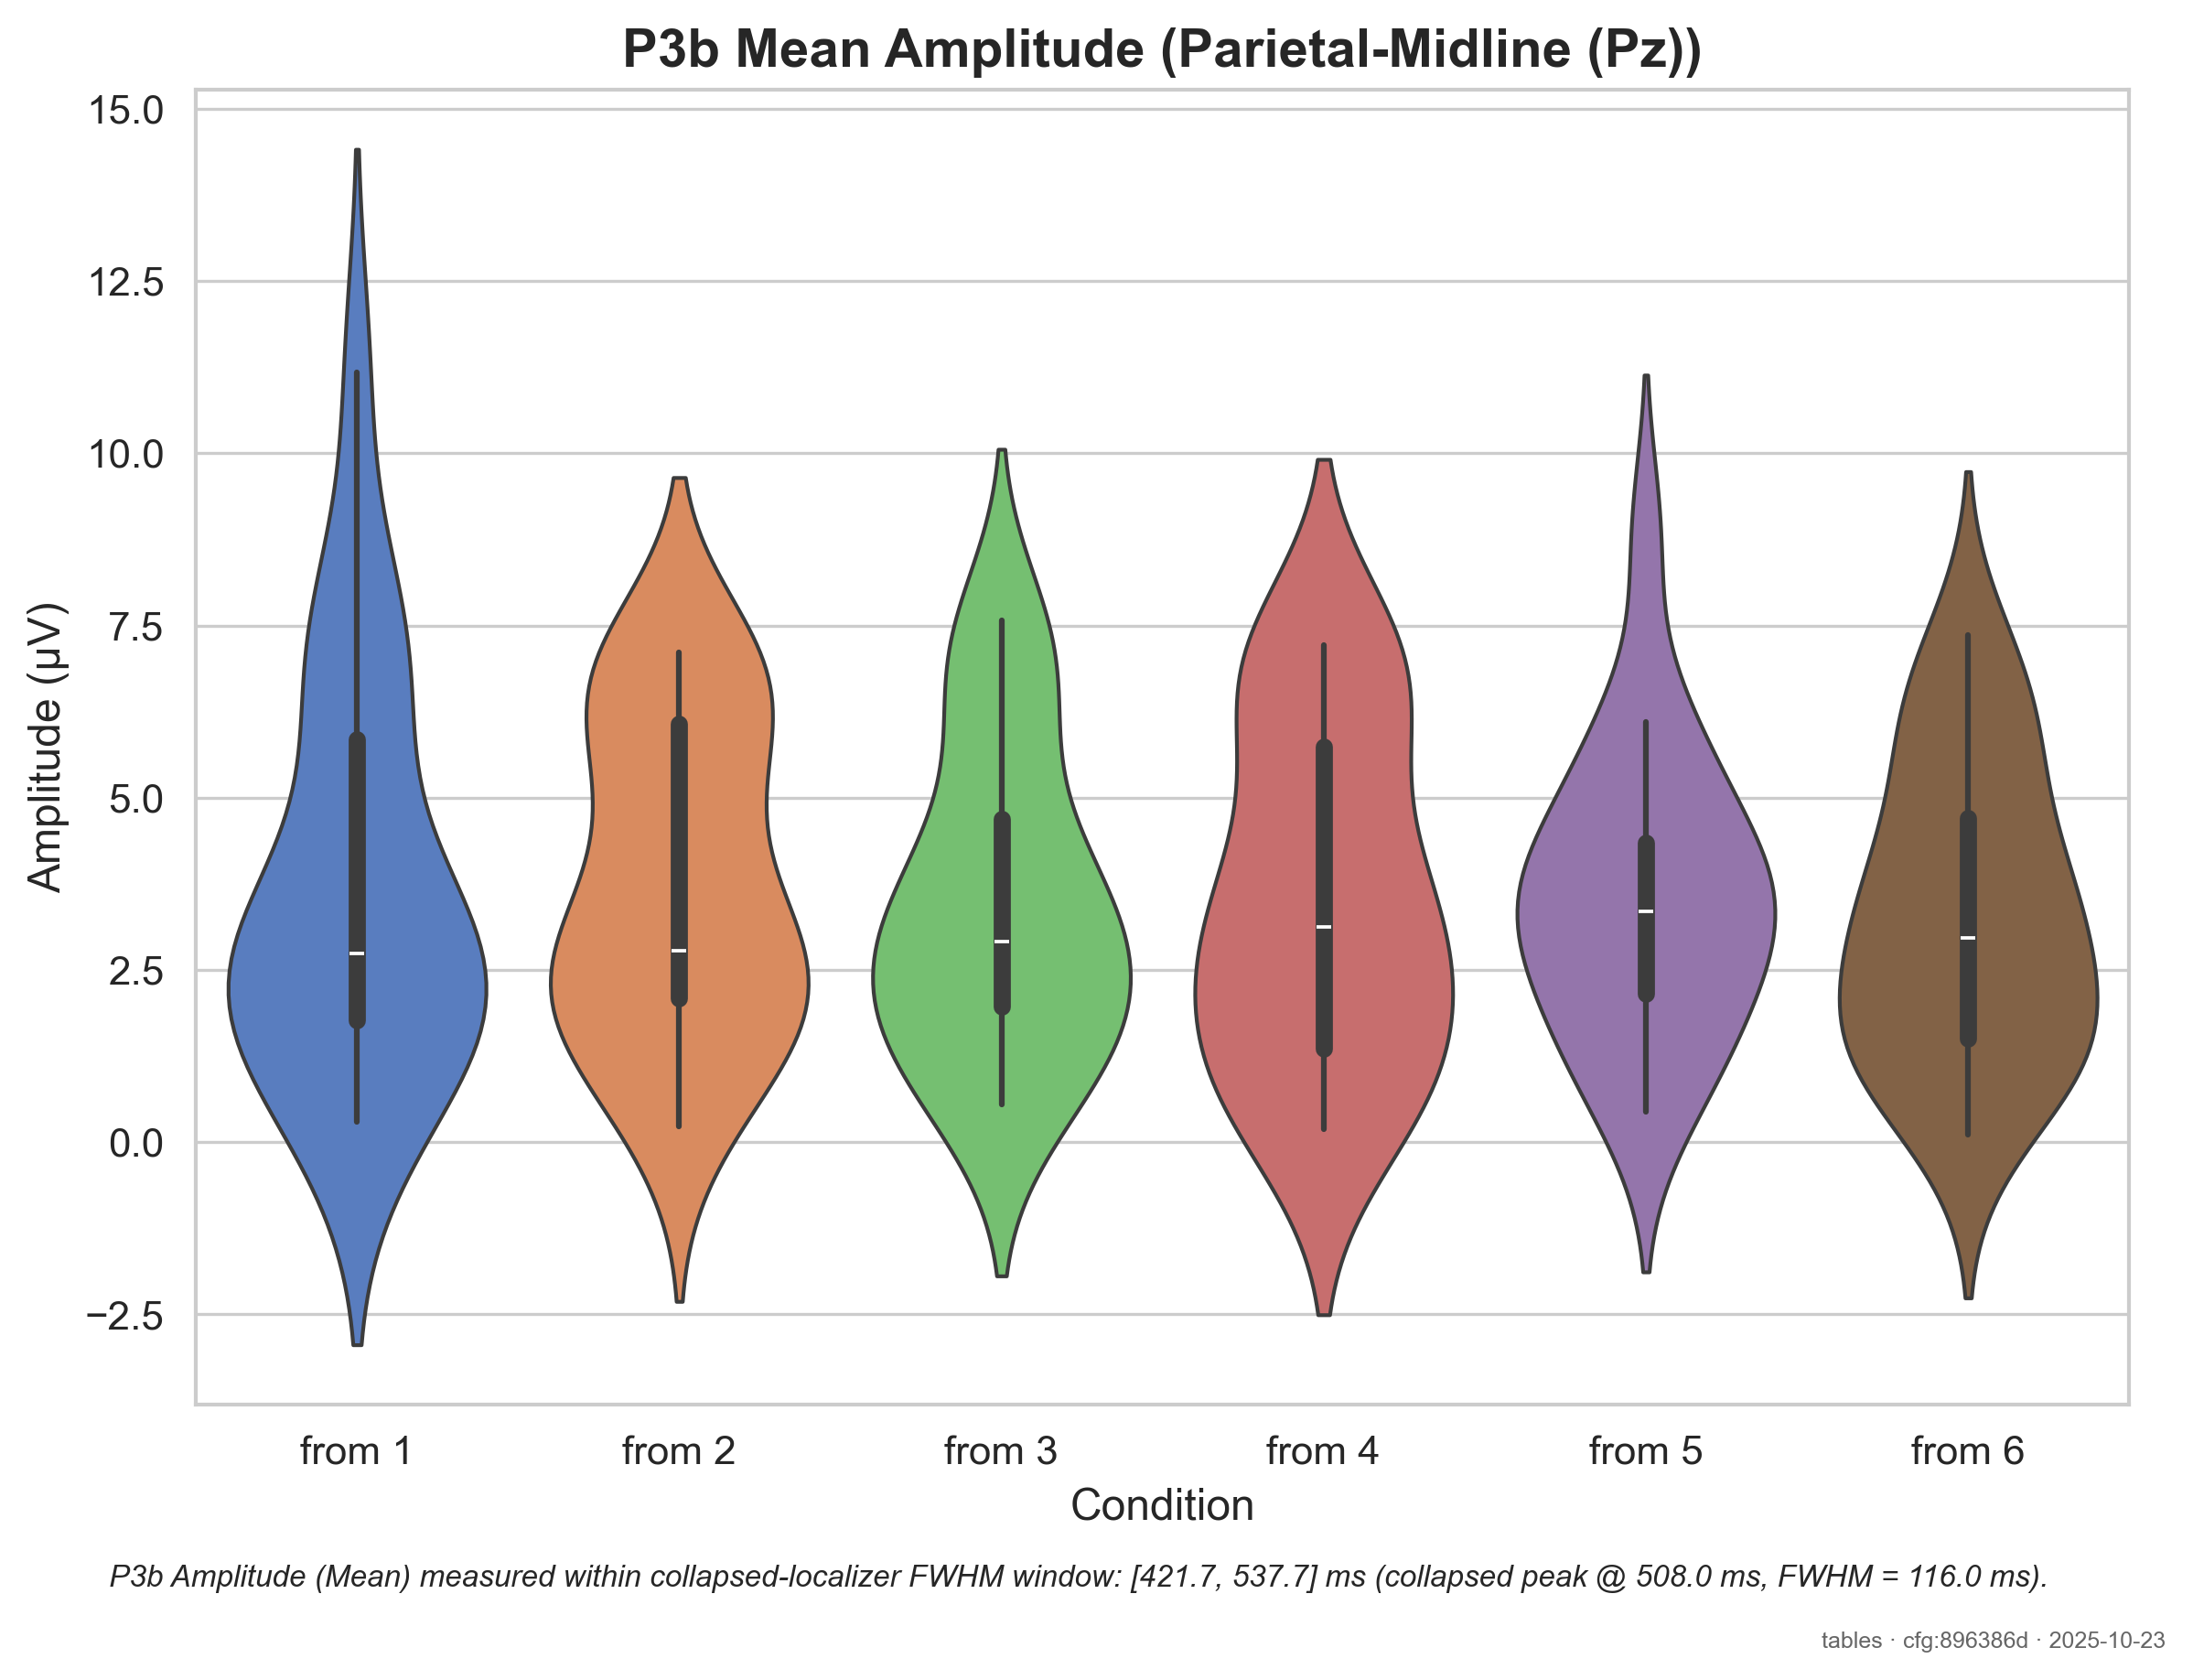 P3b Mean Amplitude (Parietal-Midline (Pz))
Amplitude (µV)
15.0
12.5
10.0
7.5
5.0
2.5
0.0
−2.5
from 1
from 2
from 3
from 4
from 5
from 6
Condition
P3b Amplitude (Mean) measured within collapsed-localizer FWHM window: [421.7, 537.7] ms (collapsed peak @ 508.0 ms, FWHM = 116.0 ms).
tables · cfg:896386d · 2025-10-23